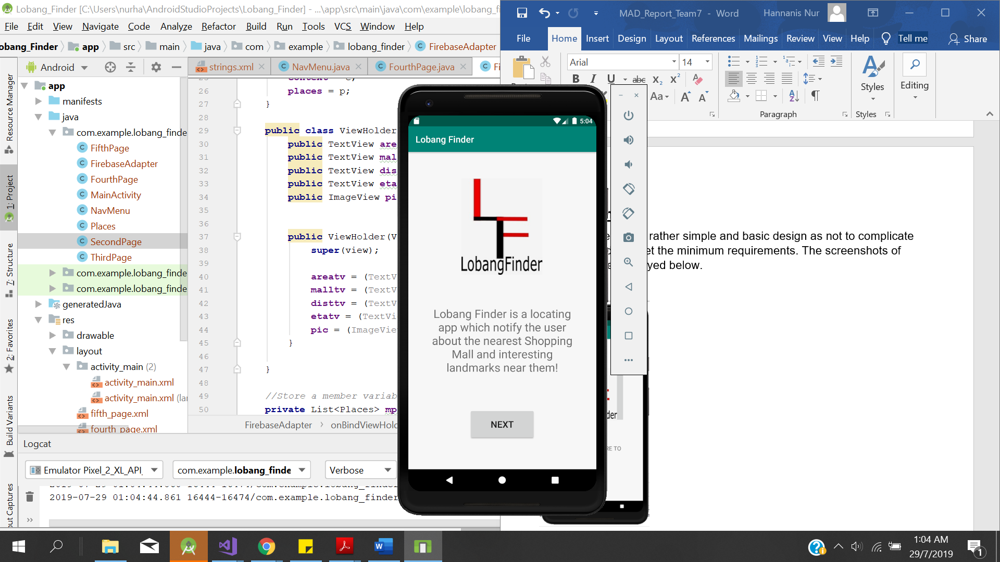 Lobang_Finder [C:\Users\nurha\AndroidStudioProjects\Lobang_Finder] - ...\app\src\main\java\com\example\lobang_fi
File Edit View Navigate Code Analyze Refactor Build Run Tools VCS Window Help
obang_Finder app src main java com example lobang_finder FirebaseAdapter
Android
strings.xml NavMenu.java FourthPage.java Fi
Resource Manager
1: Project
7: Structure
2: Favorites
Build Variants
out Captures
app
manifests
java
com.example.lobang_finde
FifthPage
FirebaseAdapter
FourthPage
MainActivity
NavMenu
Places
SecondPage
ThirdPage
com.example.lobang_finde
com.example.lobang_finde
generatedJava
res
drawable
layout
activity_main (2)
activity_main.xml
activity_main.xml (la
fifth_page.xml
fourth_page.xml
26 places = p;
27 }
28
29 public class ViewHolder
30 public TextView are
31 public TextView mal
32 public TextView dis
33 public TextView eta
34 public ImageView pi
35
36
37 public ViewHolder(V
38 super(view);
39
40 areatv = (TextV
41 malltv = (TextV
42 disttv = (TextV
43 etatv = (TextVi
44 pic = (ImageView
45 }
46
47 }
48
49 //Store a member variab
50 private List<Places> mp
FirebaseAdapter onBindViewHold
Logcat
Emulator Pixel_2_XL_API_ com.example.lobang_finde Verbose
2019-07-29 01:04:44.861 16444-16474/com.example.lobang_finder
5:04
Lobang Finder
LobangFinder
Lobang Finder is a locating
app which notify the user
about the nearest Shopping
Mall and interesting
landmarks near them!
NEXT
MAD_Report_Team7 - Word Hannanis Nur
File Home Insert Design Layout References Mailings Review View Help Tell me Share
Arial 14
B I U abc X2 X2
Aa A A
Styles
Editing
Paragraph
Styles
rather simple and basic design as not to complicate
et the minimum requirements. The screenshots of
yed below.
der
RE TO
1:04 AM
29/7/2019
1